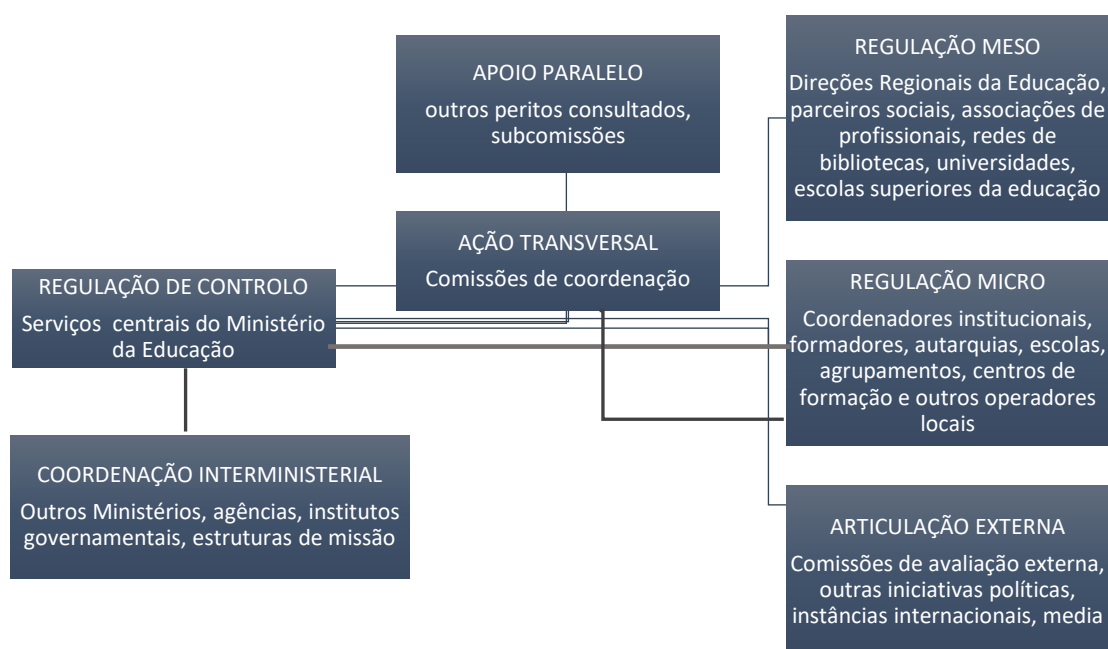 APOIO PARALELO
outros peritos consultados,
subcomissões
REGULAÇÃO MESO
Direções Regionais da Educação,
parceiros sociais, associações de
profissionais, redes de
bibliotecas, universidades,
escolas superiores da educação
AÇÃO TRANSVERSAL
Comissões de coordenação
REGULAÇÃO DE CONTROLO
Serviços  centrais do Ministério
da Educação
REGULAÇÃO MICRO
Coordenadores institucionais,
formadores, autarquias, escolas,
agrupamentos, centros de
formação e outros operadores
locais
COORDENAÇÃO INTERMINISTERIAL
Outros Ministérios, agências, institutos
governamentais, estruturas de missão
ARTICULAÇÃO EXTERNA
Comissões de avaliação externa,
outras iniciativas políticas,
instâncias internacionais, media